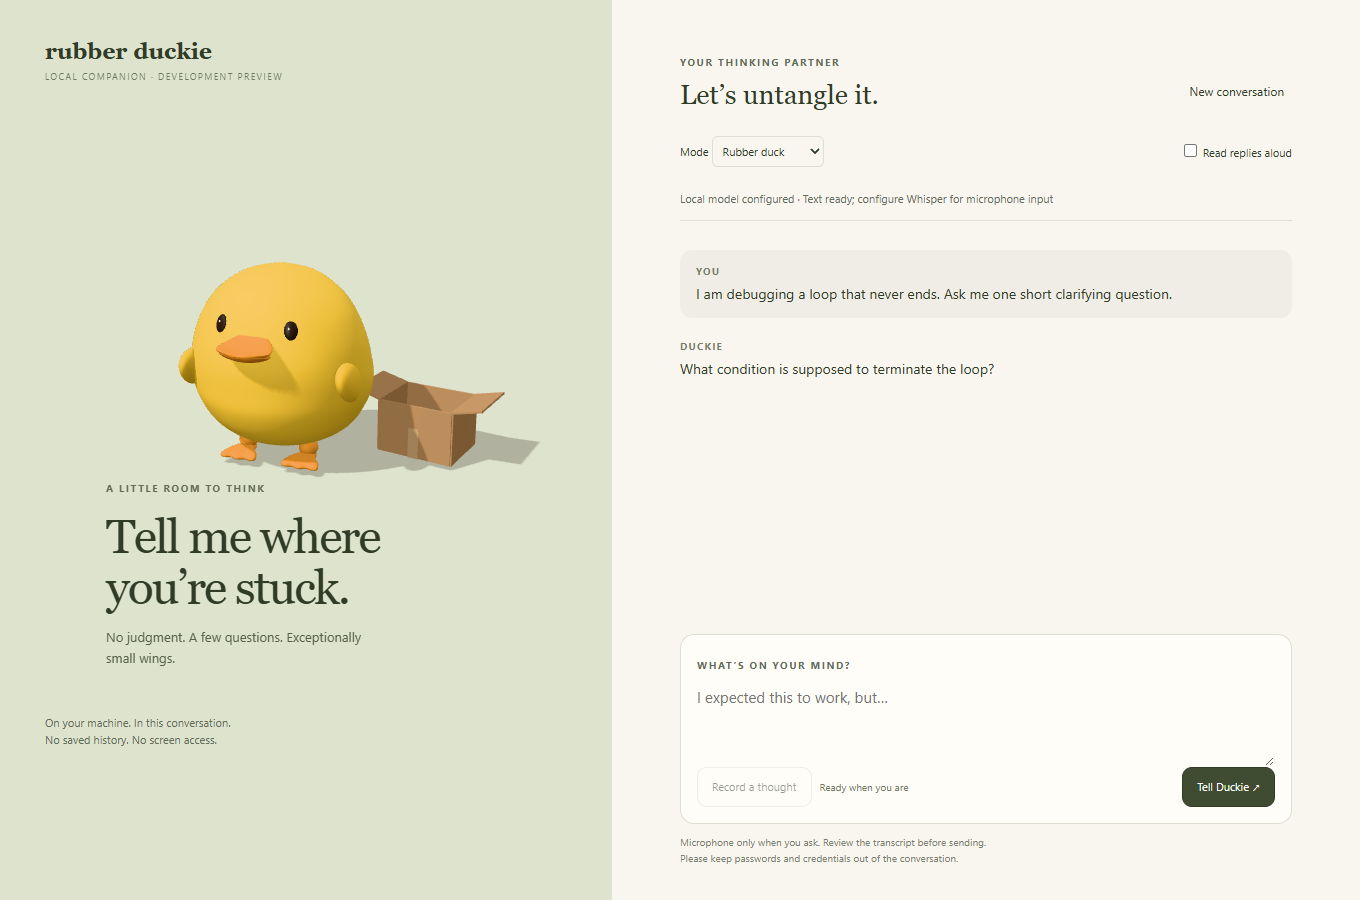 rubber duckie
LOCAL COMPANION · DEVELOPMENT PREVIEW
A LITTLE ROOM TO THINK
Tell me where
you’re stuck.
No judgment. A few questions. Exceptionally
small wings.
On your machine. In this conversation.
No saved history. No screen access.
YOUR THINKING PARTNER
Let’s untangle it.
New conversation
Mode Rubber duck
Read replies aloud
Local model configured · Text ready; configure Whisper for microphone input
YOU
I am debugging a loop that never ends. Ask me one short clarifying question.
DUCKIE
What condition is supposed to terminate the loop?
WHAT’S ON YOUR MIND?
I expected this to work, but…
Record a thought
Ready when you are
Tell Duckie ↗
Microphone only when you ask. Review the transcript before sending.
Please keep passwords and credentials out of the conversation.